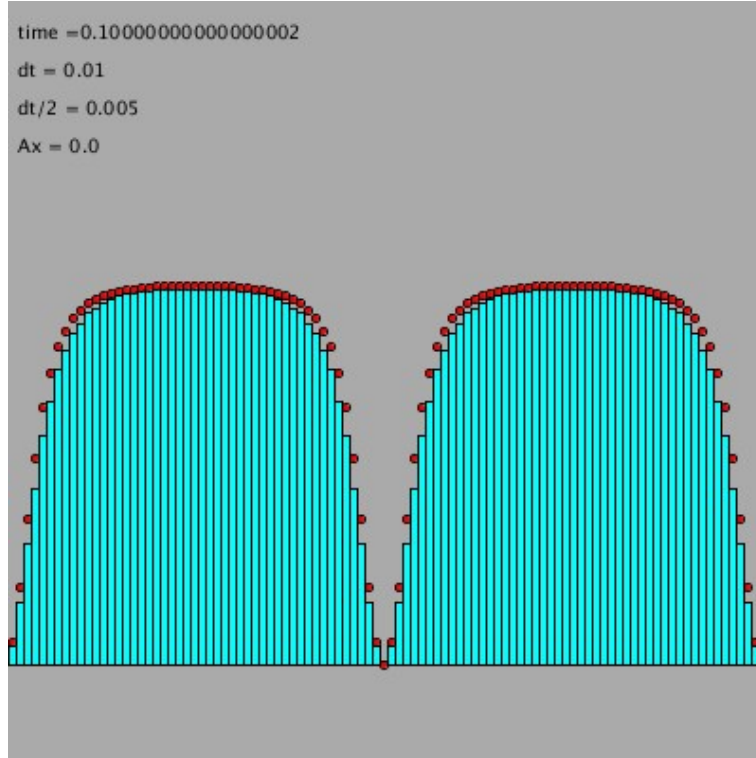 time =0.10000000000000002
dt = 0.01
dt/2 = 0.005
Ax = 0.0